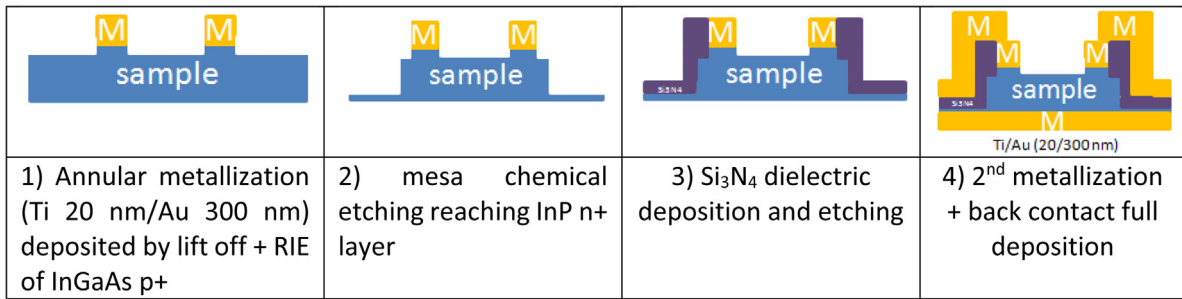 M M
sample
M M
sample
M M
sample
Si3N4
M M
M M
sample
Si3N4
M
Ti/Au (20/300 nm)
1) Annular metallization
(Ti 20 nm/Au 300 nm)
deposited by lift off + RIE
of InGaAs p+
2) mesa chemical
etching reaching InP n+
layer
3) Si₃N₄ dielectric
deposition and etching
4) 2ⁿᵈ metallization
+ back contact full
deposition